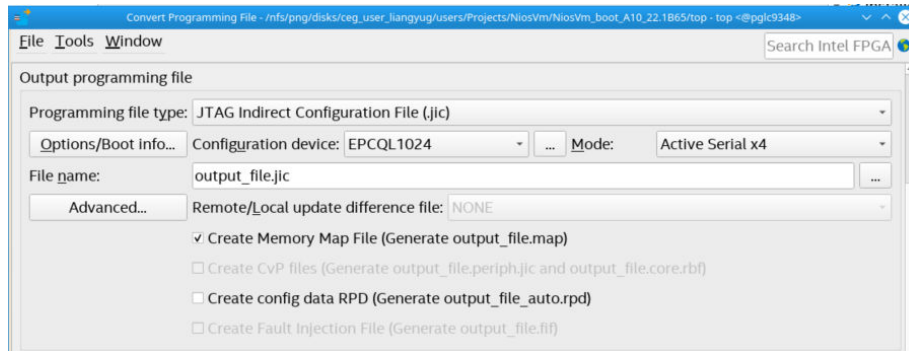 Convert Programming File - /nfs/png/disks/ceg_user_liangyug/users/Projects/NiosVm/NiosVm_boot_A10_22.1B65/top - top <@pglc9348>
File Tools Window
Search Intel FPGA
Output programming file
Programming file type: JTAG Indirect Configuration File (.jic)
Options/Boot info... Configuration device: EPCQL1024 ... Mode: Active Serial x4
File name: output_file.jic ...
Advanced... Remote/Local update difference file: NONE
Create Memory Map File (Generate output_file.map)
Create CvP files (Generate output_file.periph.jic and output_file.core.rbf)
Create config data RPD (Generate output_file_auto.rpd)
Create Fault Injection File (Generate output_file.fif)